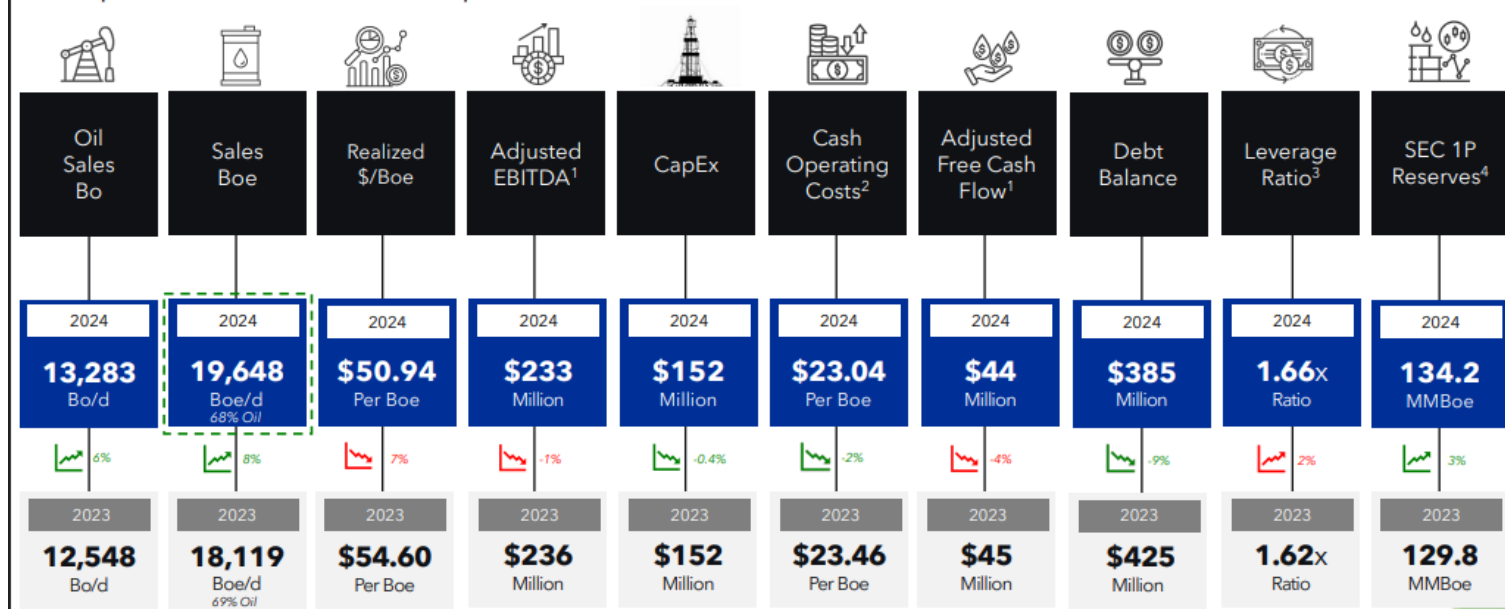 Oil
Sales
Bo
Sales
Boe
Realized
$/Boe
Adjusted
EBITDA1
CapEx
Cash
Operating
Costs2
Adjusted
Free Cash
Flow1
Debt
Balance
Leverage
Ratio3
SEC 1P
Reserves4
2024
13,283
Bo/d
2024
19,648
Boe/d
68% Oil
2024
$50.94
Per Boe
2024
$233
Million
2024
$152
Million
2024
$23.04
Per Boe
2024
$44
Million
2024
$385
Million
2024
1.66x
Ratio
2024
134.2
MMBoe
6%
8%
7%
-1%
-0.4%
-2%
-4%
-9%
2%
3%
2023
12,548
Bo/d
2023
18,119
Boe/d
69% Oil
2023
$54.60
Per Boe
2023
$236
Million
2023
$152
Million
2023
$23.46
Per Boe
2023
$45
Million
2023
$425
Million
2023
1.62x
Ratio
2023
129.8
MMBoe